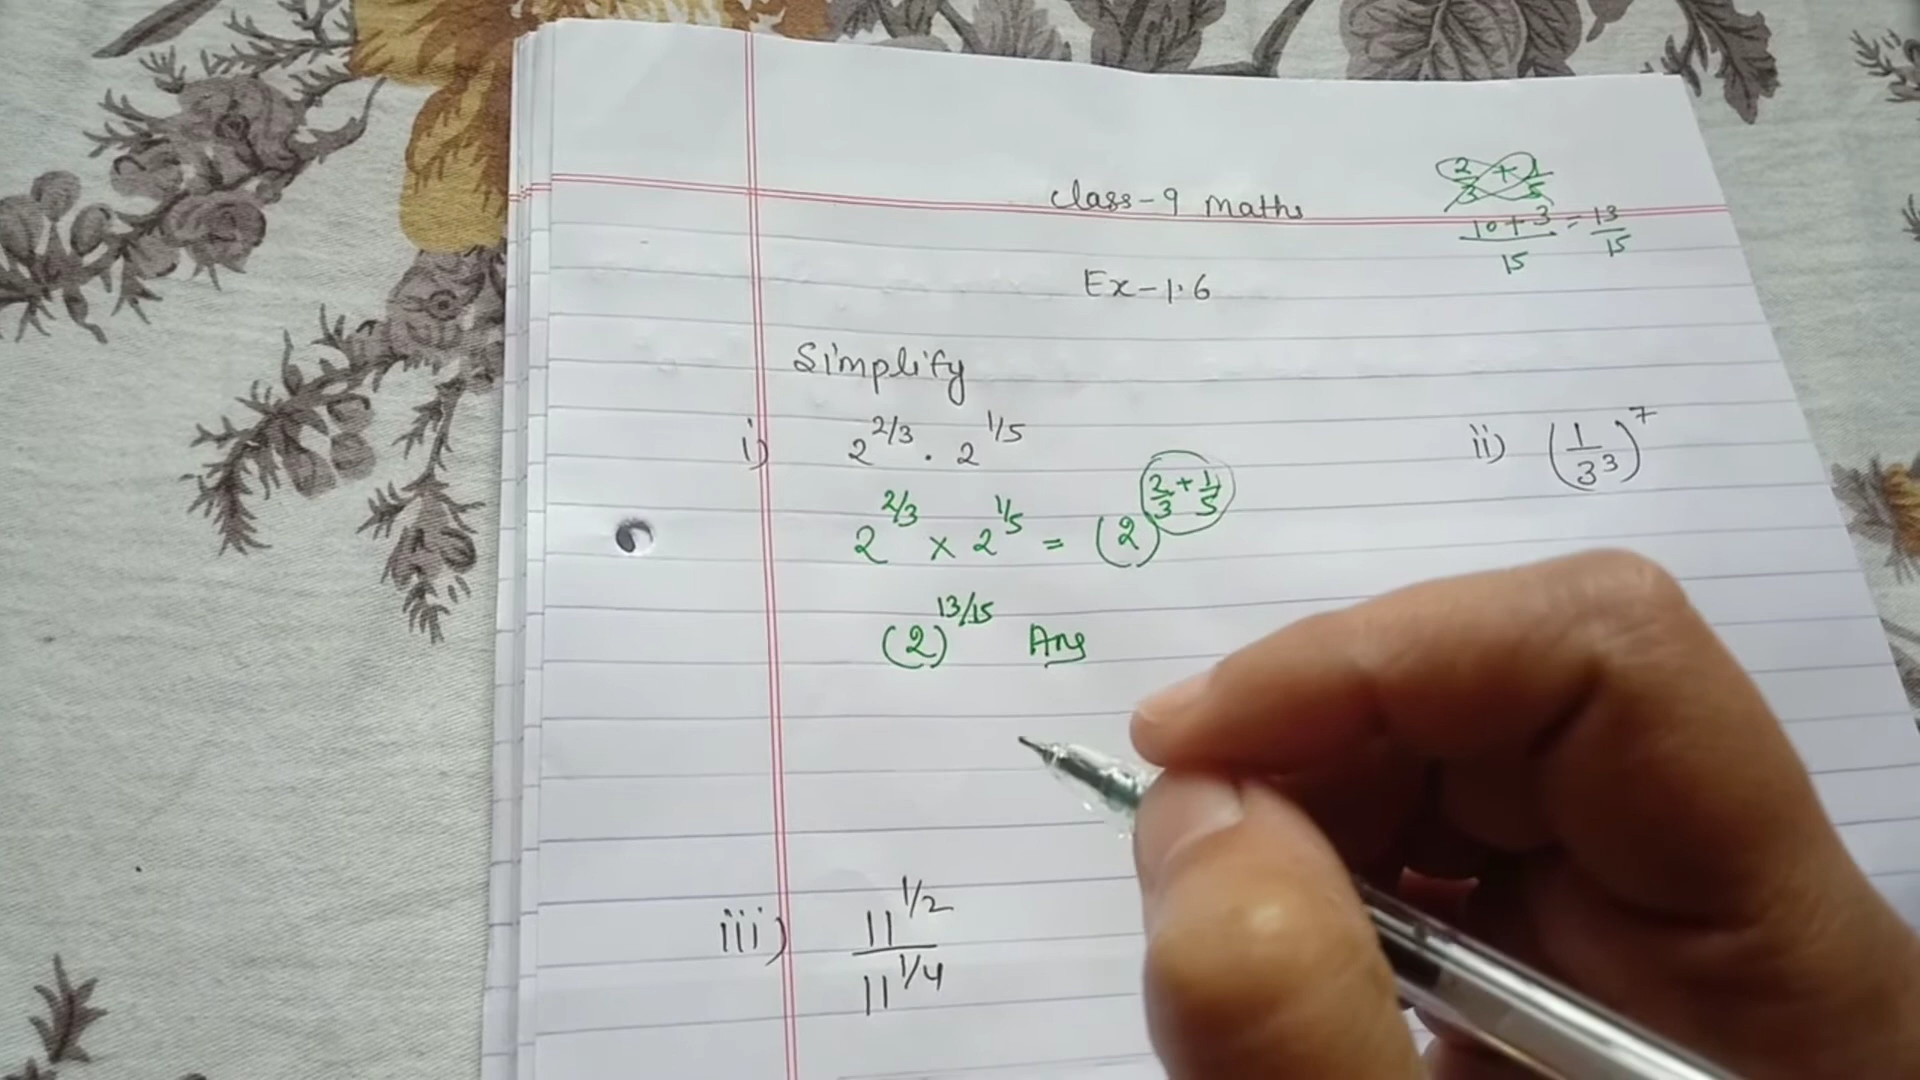 Class-9 Maths
2/3 + 1/5
10+3/15 = 13/15
Ex-1.6
Simplify
i) 2^2/3 . 2^1/5
ii) (1/3^3)^7
2^2/3 × 2^1/5 = (2)^2/3+1/5
(2)^13/15 Ans
iii) 11^1/2 / 11^1/4